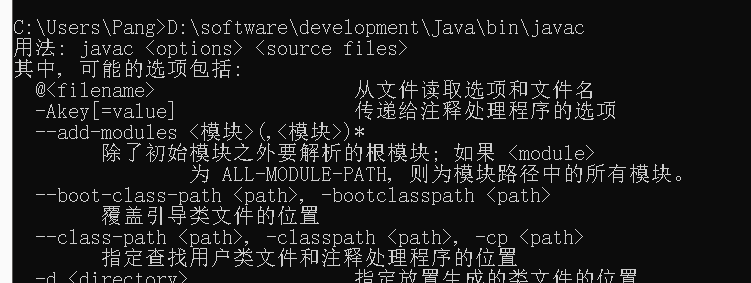 C:\Users\Pang>D:\software\development\Java\bin\javac
用法: javac <options> <source files>
其中, 可能的选项包括:
@<filename> 从文件读取选项和文件名
-Akey[=value] 传递给注释处理程序的选项
--add-modules <模块>(,<模块>)*
除了初始模块之外要解析的根模块; 如果 <module>
为 ALL-MODULE-PATH, 则为模块路径中的所有模块。
--boot-class-path <path>, -bootclasspath <path>
覆盖引导类文件的位置
--class-path <path>, -classpath <path>, -cp <path>
指定查找用户类文件和注释处理程序的位置
-d <directory> 指定放置生成的类文件的位置